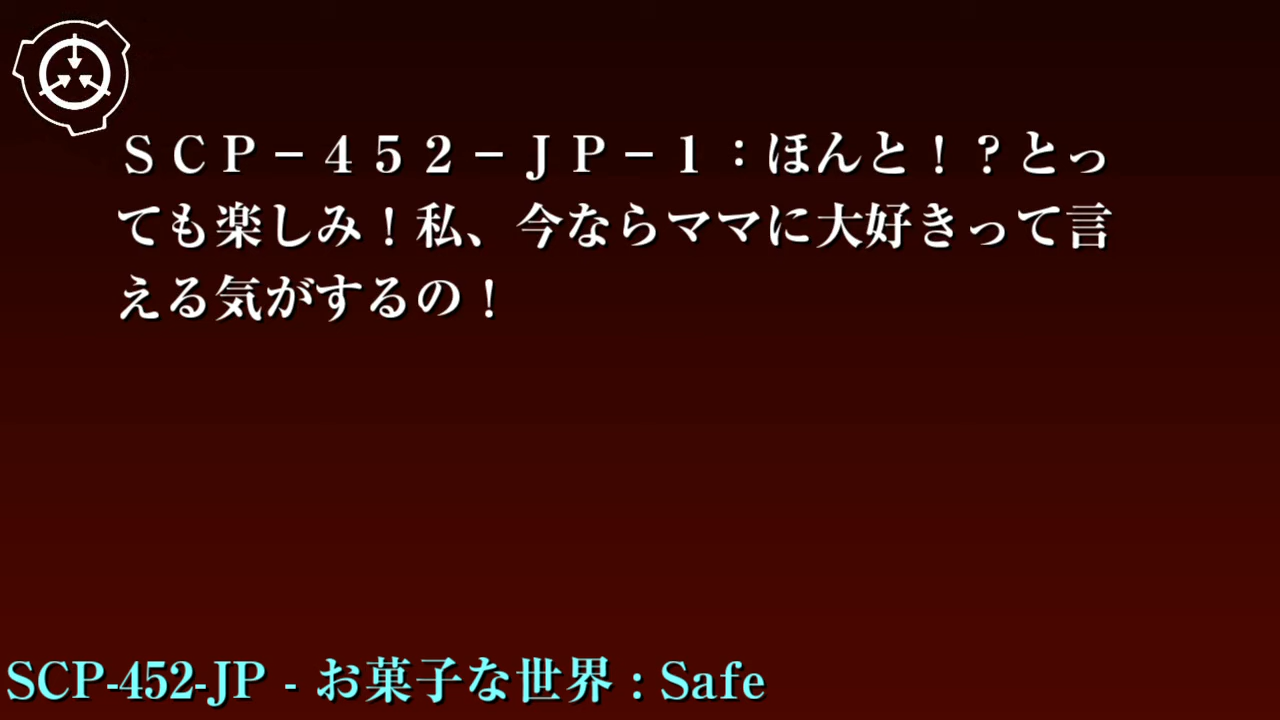 ＳＣＰ－４５２－ＪＰ－１：ほんと！？とっ
ても楽しみ！私、今ならママに大好きって言
える気がするの！
SCP-452-JP - お菓子な世界 : Safe